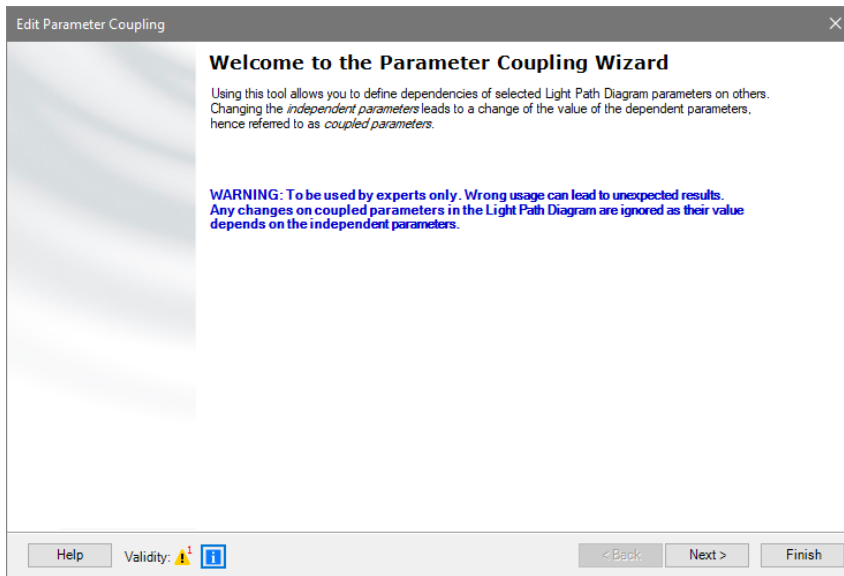 Edit Parameter Coupling
Welcome to the Parameter Coupling Wizard
Using this tool allows you to define dependencies of selected Light Path Diagram parameters on others.
Changing the independent parameters leads to a change of the value of the dependent parameters,
hence referred to as coupled parameters.
WARNING: To be used by experts only. Wrong usage can lead to unexpected results.
Any changes on coupled parameters in the Light Path Diagram are ignored as their value
depends on the independent parameters.
Help Validity: 1 < Back Next > Finish